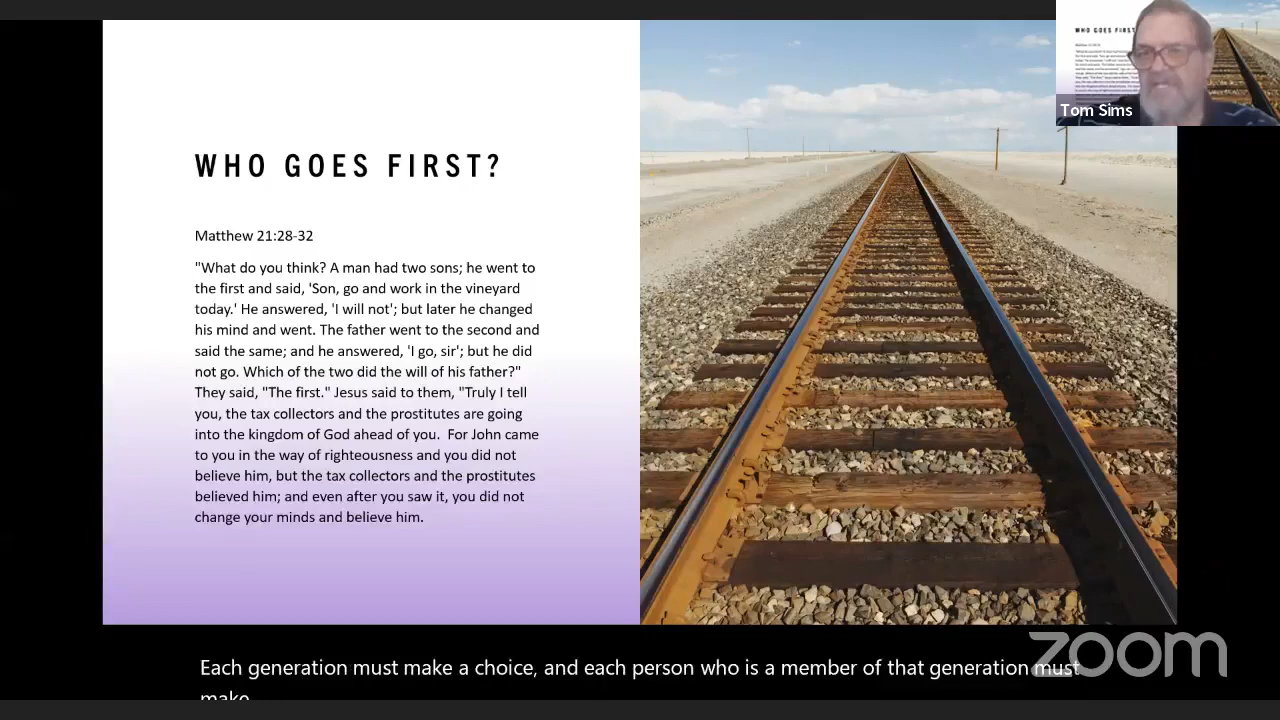 WHO GOES FIRST?
Matthew 21:28-32
"What do you think? A man had two sons; he went to
the first and said, 'Son, go and work in the vineyard
today.' He answered, 'I will not'; but later he changed
his mind and went. The father went to the second and
said the same; and he answered, 'I go, sir'; but he did
not go. Which of the two did the will of his father?"
They said, "The first." Jesus said to them, "Truly I tell
you, the tax collectors and the prostitutes are going
into the kingdom of God ahead of you.  For John came
to you in the way of righteousness and you did not
believe him, but the tax collectors and the prostitutes
believed him; and even after you saw it, you did not
change your minds and believe him.
WHO GOES FIRST
Tom Sims
zoom
Each generation must make a choice, and each person who is a member of that generation must
make